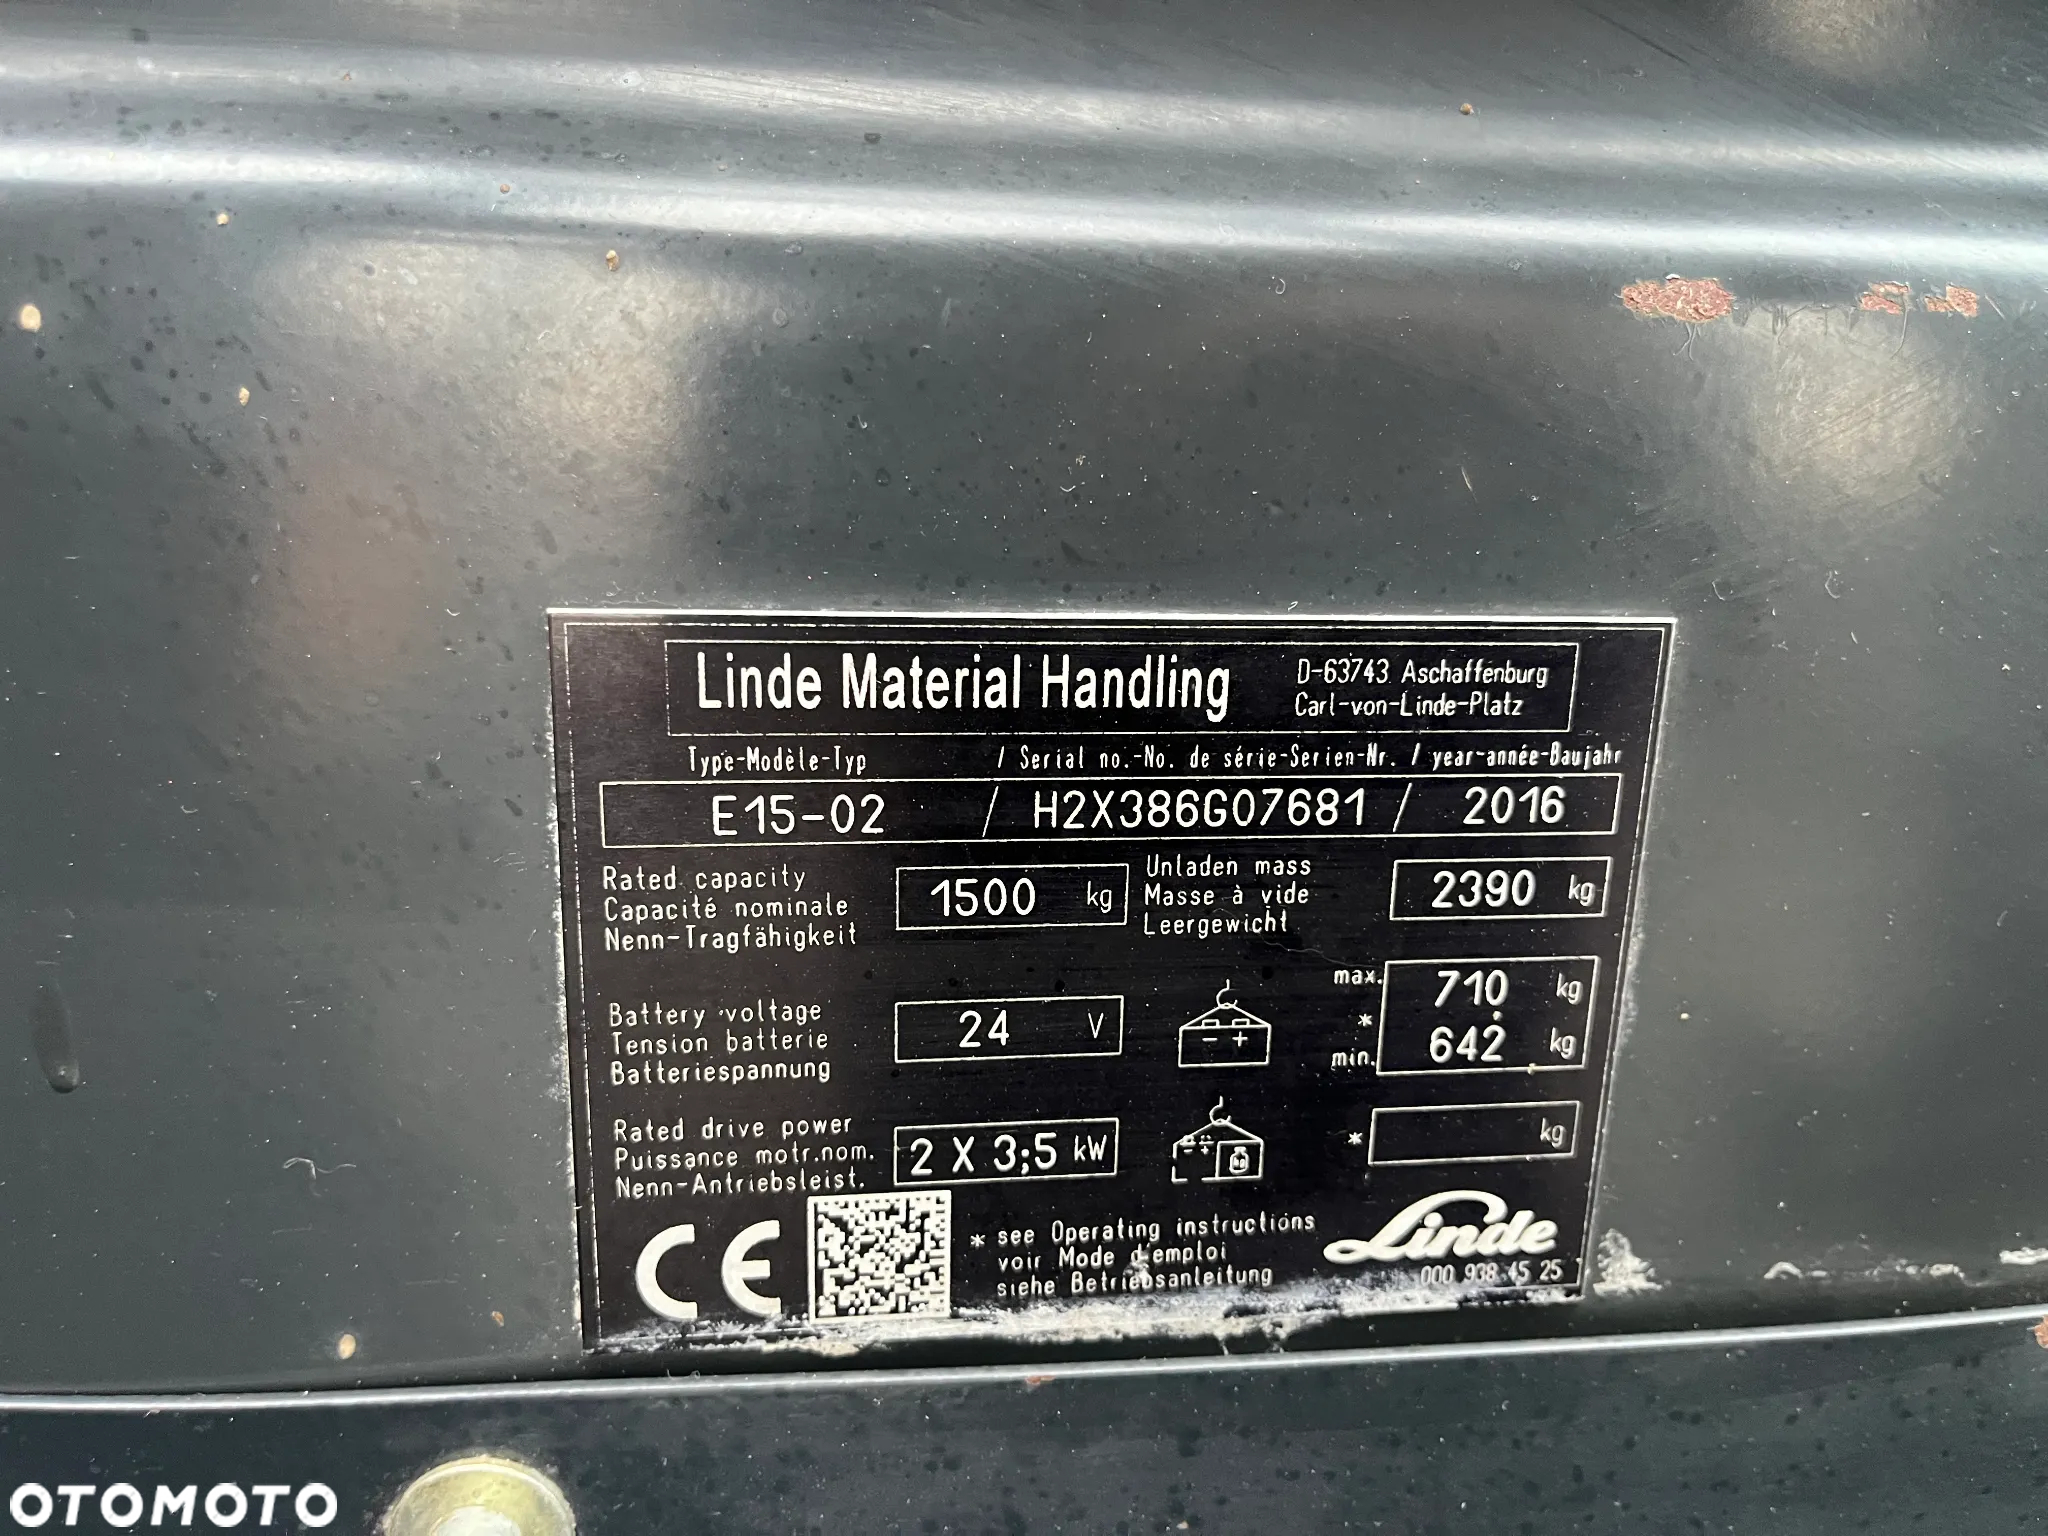 Linde Material Handling
D-63743 Aschaffenburg
Carl-von-Linde-Platz
Type-Modèle-Typ / Serial no.-No. de série-Serien-Nr. / year-année-Baujahr
E15-02 / H2X386G07681 / 2016
Rated capacity
Capacité nominale
Nenn-Tragfähigkeit
1500 kg
Unladen mass
Masse à vide
Leergewicht
2390 kg
Battery voltage
Tension batterie
Batteriespannung
24 V
- +
max. 710 kg
*
min. 642 kg
Rated drive power
Puissance motr.nom.
Nenn-Antriebsleist.
2 X 3;5 kW
* kg
CE
* see Operating instructions
voir Mode d'emploi
siehe Betriebsanleitung
Linde
000 938 45 25
OTOMOTO